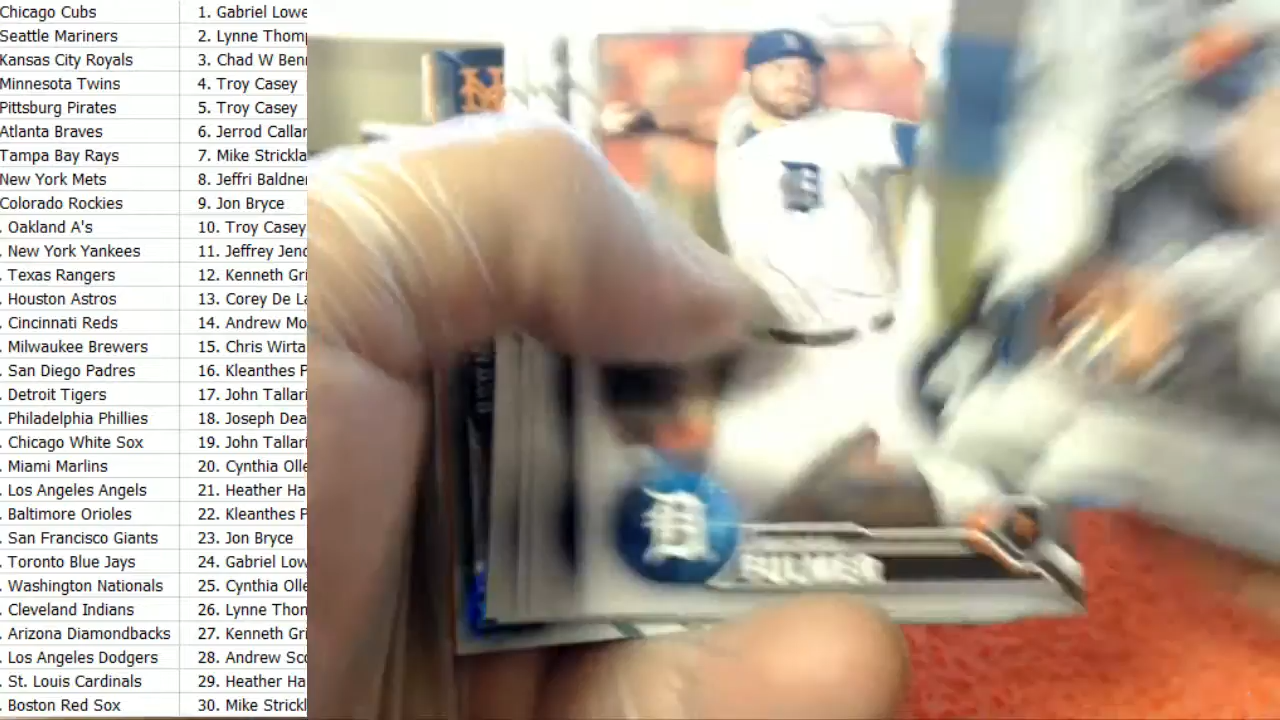 Chicago Cubs 1. Gabriel Lowe
Seattle Mariners 2. Lynne Thom
Kansas City Royals 3. Chad W Ben
Minnesota Twins 4. Troy Casey
Pittsburg Pirates 5. Troy Casey
Atlanta Braves 6. Jerrod Callar
Tampa Bay Rays 7. Mike Strickla
New York Mets 8. Jeffri Baldne
Colorado Rockies 9. Jon Bryce
. Oakland A's 10. Troy Casey
. New York Yankees 11. Jeffrey Jen
. Texas Rangers 12. Kenneth Gri
. Houston Astros 13. Corey De La
. Cincinnati Reds 14. Andrew Mo
. Milwaukee Brewers 15. Chris Wirta
. San Diego Padres 16. Kleanthes P
. Detroit Tigers 17. John Tallari
. Philadelphia Phillies 18. Joseph Dea
. Chicago White Sox 19. John Tallari
. Miami Marlins 20. Cynthia Olle
. Los Angeles Angels 21. Heather Ha
. Baltimore Orioles 22. Kleanthes P
. San Francisco Giants 23. Jon Bryce
. Toronto Blue Jays 24. Gabriel Low
. Washington Nationals 25. Cynthia Olle
. Cleveland Indians 26. Lynne Thon
. Arizona Diamondbacks 27. Kenneth Gri
. Los Angeles Dodgers 28. Andrew Sco
. St. Louis Cardinals 29. Heather Ha
. Boston Red Sox 30. Mike Strickl
D
D
FULMER